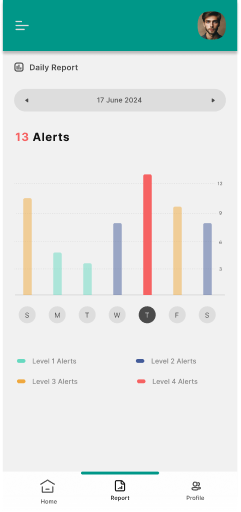 Daily Report
17 June 2024
13 Alerts
12
9
6
3
S M T W T F S
Level 1 Alerts Level 2 Alerts
Level 3 Alerts Level 4 Alerts
Home Report Profile